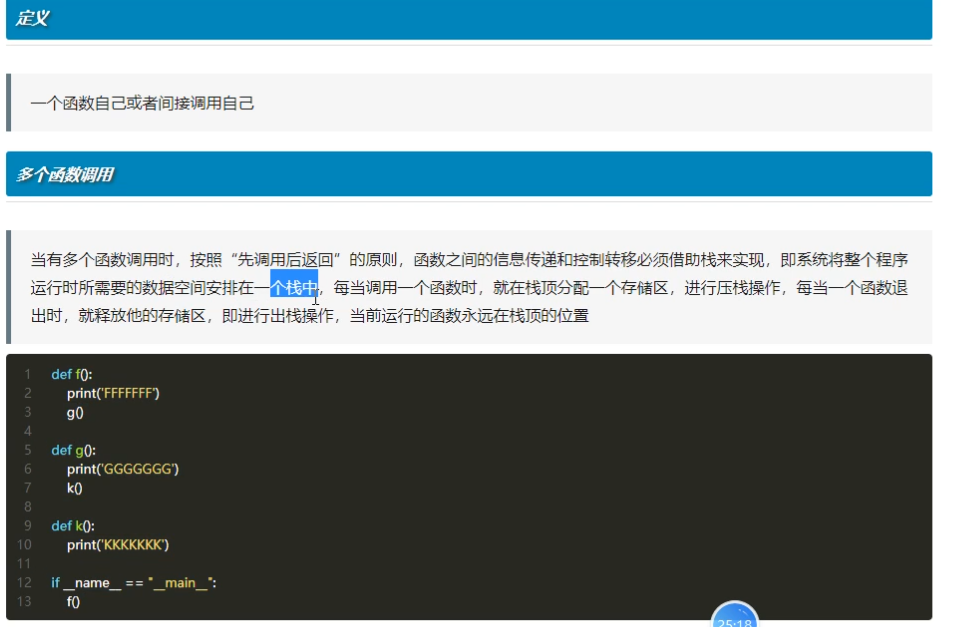 定义
一个函数自己或者间接调用自己
多个函数调用
当有多个函数调用时，按照“先调用后返回”的原则，函数之间的信息传递和控制转移必须借助栈来实现，即系统将整个程序
运行时所需要的数据空间安排在一个栈中，每当调用一个函数时，就在栈顶分配一个存储区，进行压栈操作，每当一个函数退
出时，就释放他的存储区，即进行出栈操作，当前运行的函数永远在栈顶的位置
1 def f():
2 print('FFFFFFF')
3 g()
4
5 def g():
6 print('GGGGGGG')
7 k()
8
9 def k():
10 print('KKKKKKK')
11
12 if __name__ == "__main__":
13 f()
25:18